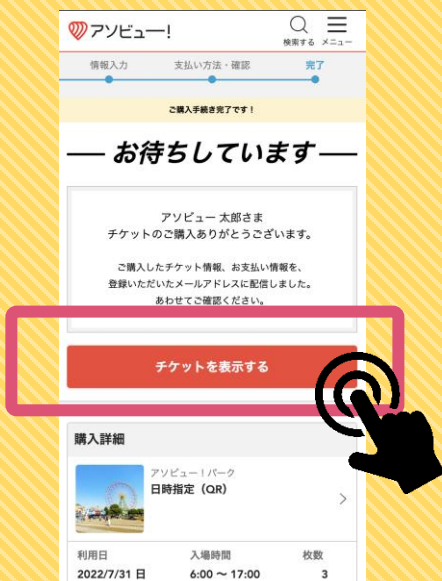 アソビュー!
検索する メニュー
情報入力 支払い方法・確認 完了
ご購入手続き完了です！
お待ちしています
アソビュー 太郎さま
チケットのご購入ありがとうございます。
ご購入したチケット情報、お支払い情報を、
登録いただいたメールアドレスに配信しました。
あわせてご確認ください。
チケットを表示する
購入詳細
アソビュー！パーク
日時指定（QR）
利用日 入場時間 枚数
2022/7/31 日 6:00 〜 17:00 3